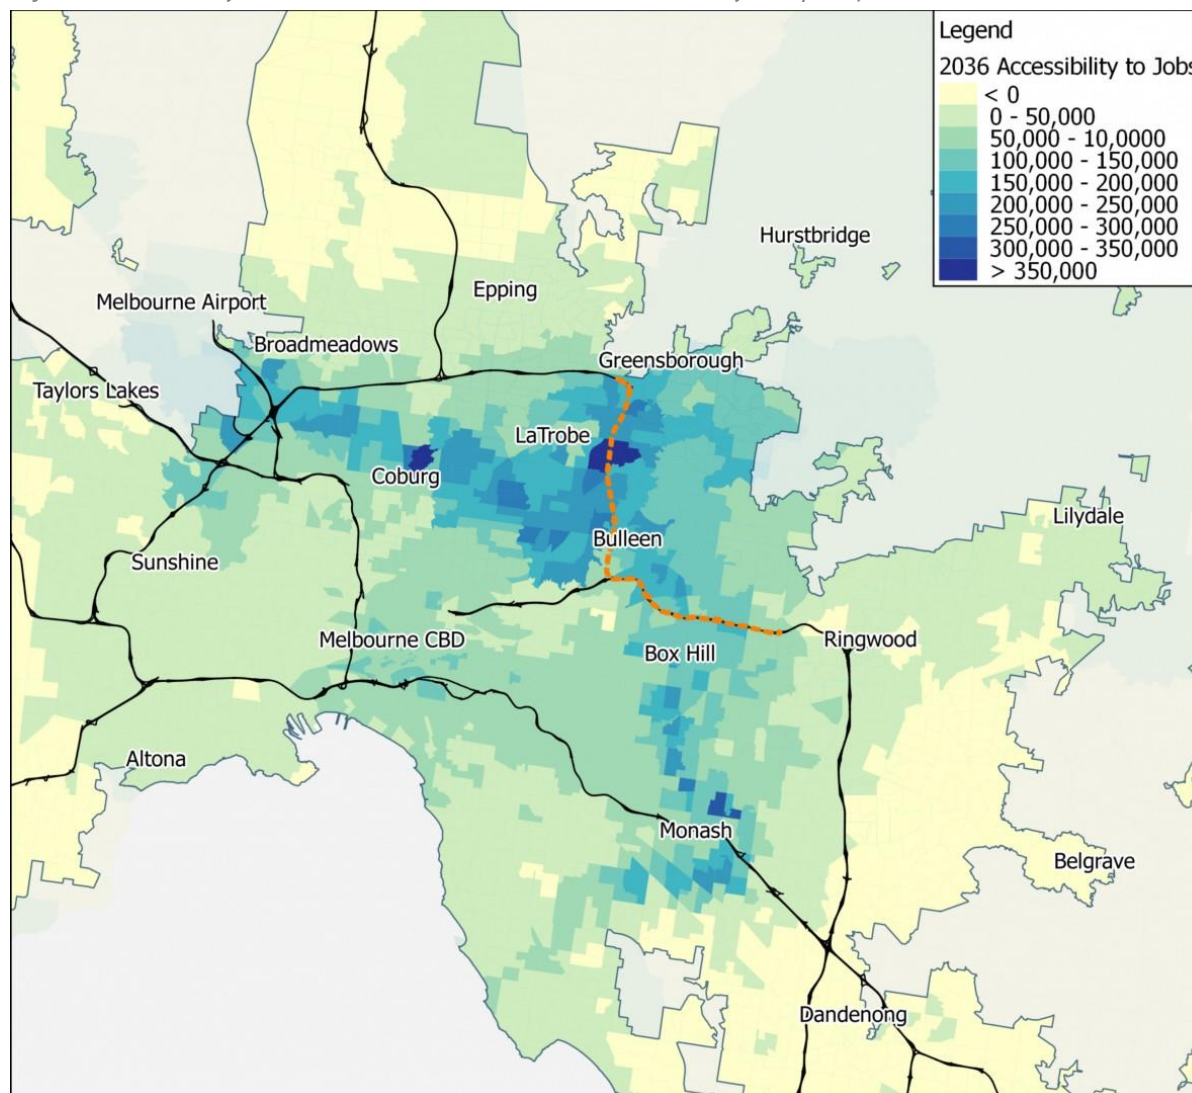 Legend
2036 Accessibility to Jobs
< 0
0 - 50,000
50,000 - 10,0000
100,000 - 150,000
150,000 - 200,000
200,000 - 250,000
250,000 - 300,000
300,000 - 350,000
> 350,000
Hurstbridge
Epping
Melbourne Airport
Broadmeadows
Greensborough
Taylors Lakes
LaTrobe
Coburg
Lilydale
Bulleen
Sunshine
Melbourne CBD
Ringwood
Box Hill
Altona
Monash
Belgrave
Dandenong